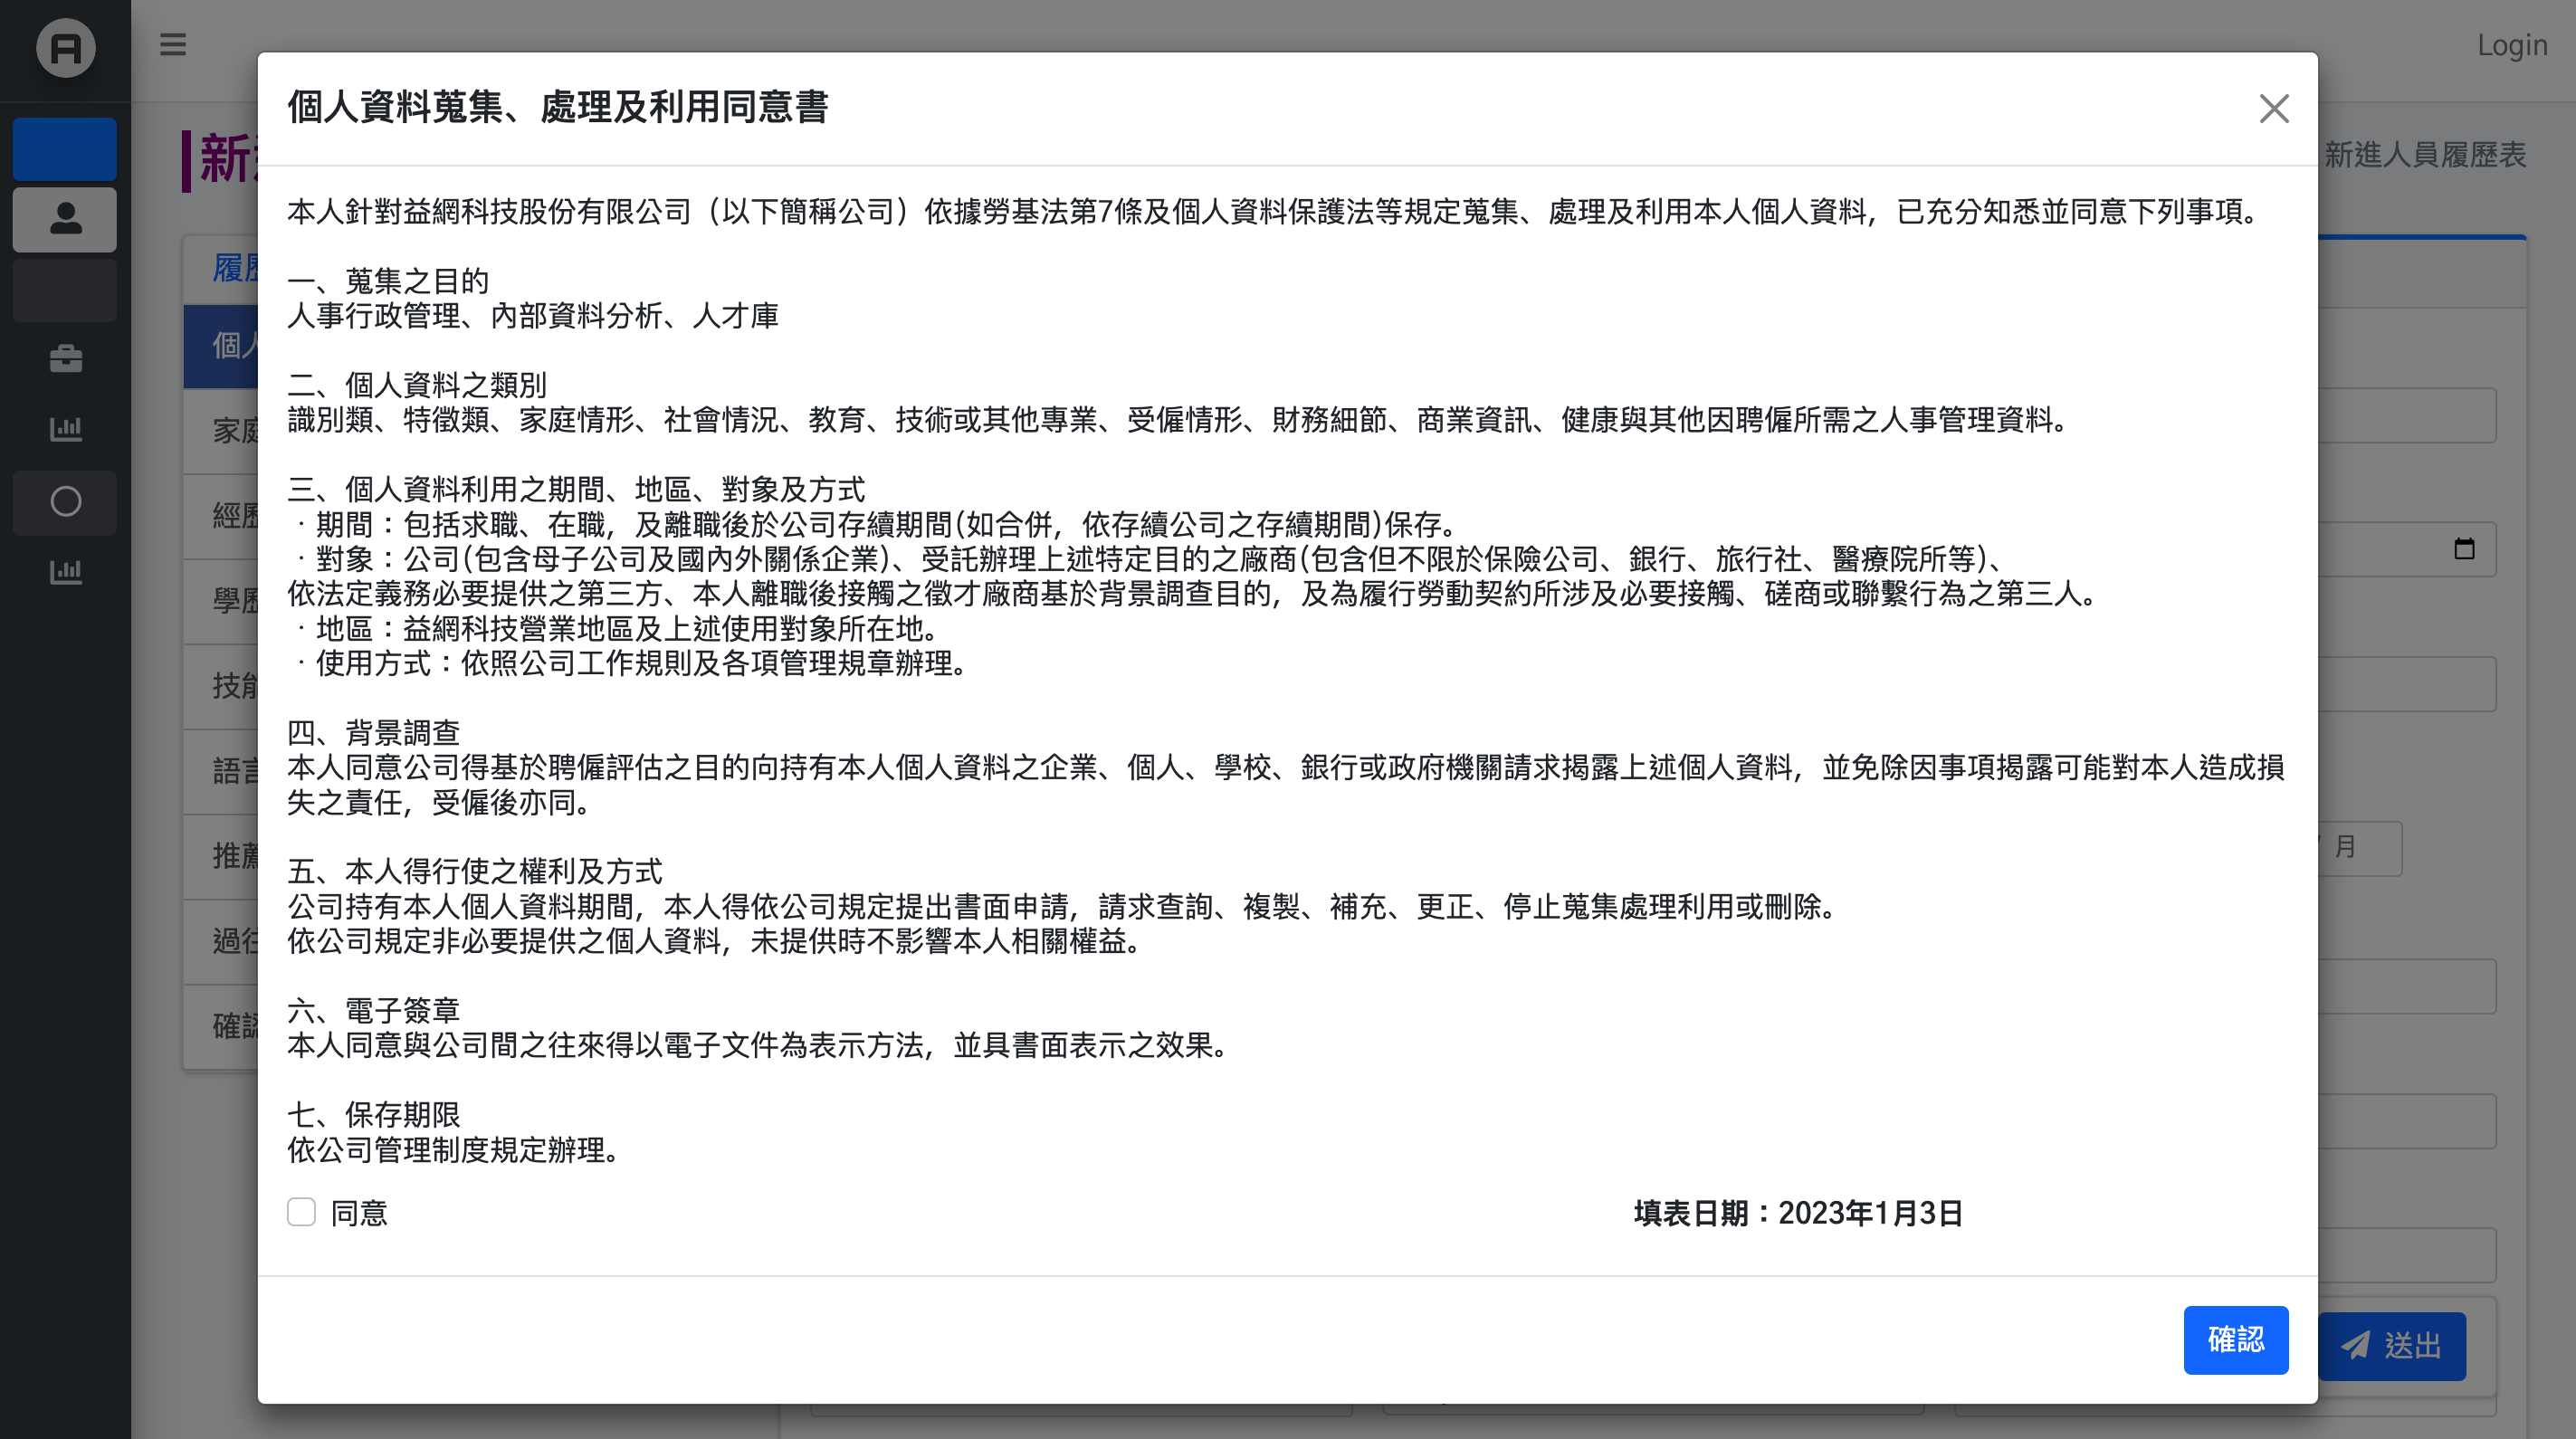 Login
個人資料蒐集、處理及利用同意書
新進人員履歷表
本人針對益網科技股份有限公司（以下簡稱公司）依據勞基法第7條及個人資料保護法等規定蒐集、處理及利用本人個人資料，已充分知悉並同意下列事項。
一、蒐集之目的
人事行政管理、內部資料分析、人才庫
二、個人資料之類別
識別類、特徵類、家庭情形、社會情況、教育、技術或其他專業、受僱情形、財務細節、商業資訊、健康與其他因聘僱所需之人事管理資料。
三、個人資料利用之期間、地區、對象及方式
‧期間：包括求職、在職，及離職後於公司存續期間(如合併，依存續公司之存續期間)保存。
‧對象：公司(包含母子公司及國內外關係企業)、受託辦理上述特定目的之廠商(包含但不限於保險公司、銀行、旅行社、醫療院所等)、
依法定義務必要提供之第三方、本人離職後接觸之徵才廠商基於背景調查目的，及為履行勞動契約所涉及必要接觸、磋商或聯繫行為之第三人。
‧地區：益網科技營業地區及上述使用對象所在地。
‧使用方式：依照公司工作規則及各項管理規章辦理。
四、背景調查
本人同意公司得基於聘僱評估之目的向持有本人個人資料之企業、個人、學校、銀行或政府機關請求揭露上述個人資料，並免除因事項揭露可能對本人造成損
失之責任，受僱後亦同。
五、本人得行使之權利及方式
公司持有本人個人資料期間，本人得依公司規定提出書面申請，請求查詢、複製、補充、更正、停止蒐集處理利用或刪除。
依公司規定非必要提供之個人資料，未提供時不影響本人相關權益。
六、電子簽章
本人同意與公司間之往來得以電子文件為表示方法，並具書面表示之效果。
七、保存期限
依公司管理制度規定辦理。
同意
填表日期：2023年1月3日
確認
送出
新
履
個人
家庭
經歷
學歷
技能
語言
推薦
過往
確認
月